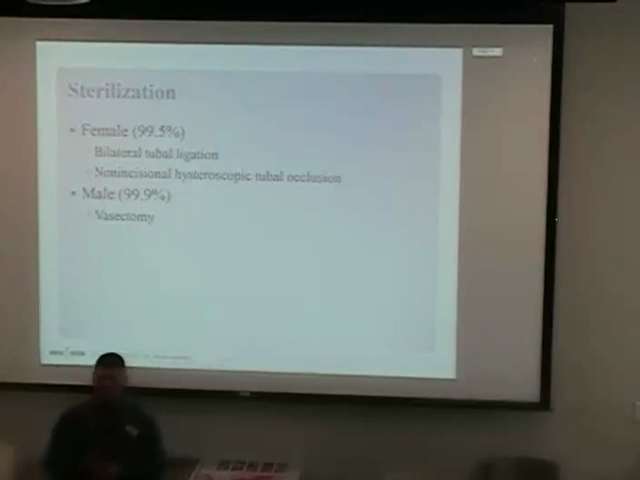 Sterilization
• Female (99.5%)
Bilateral tubal ligation
Nonincisional hysteroscopic tubal occlusion
• Male (99.9%)
Vasectomy